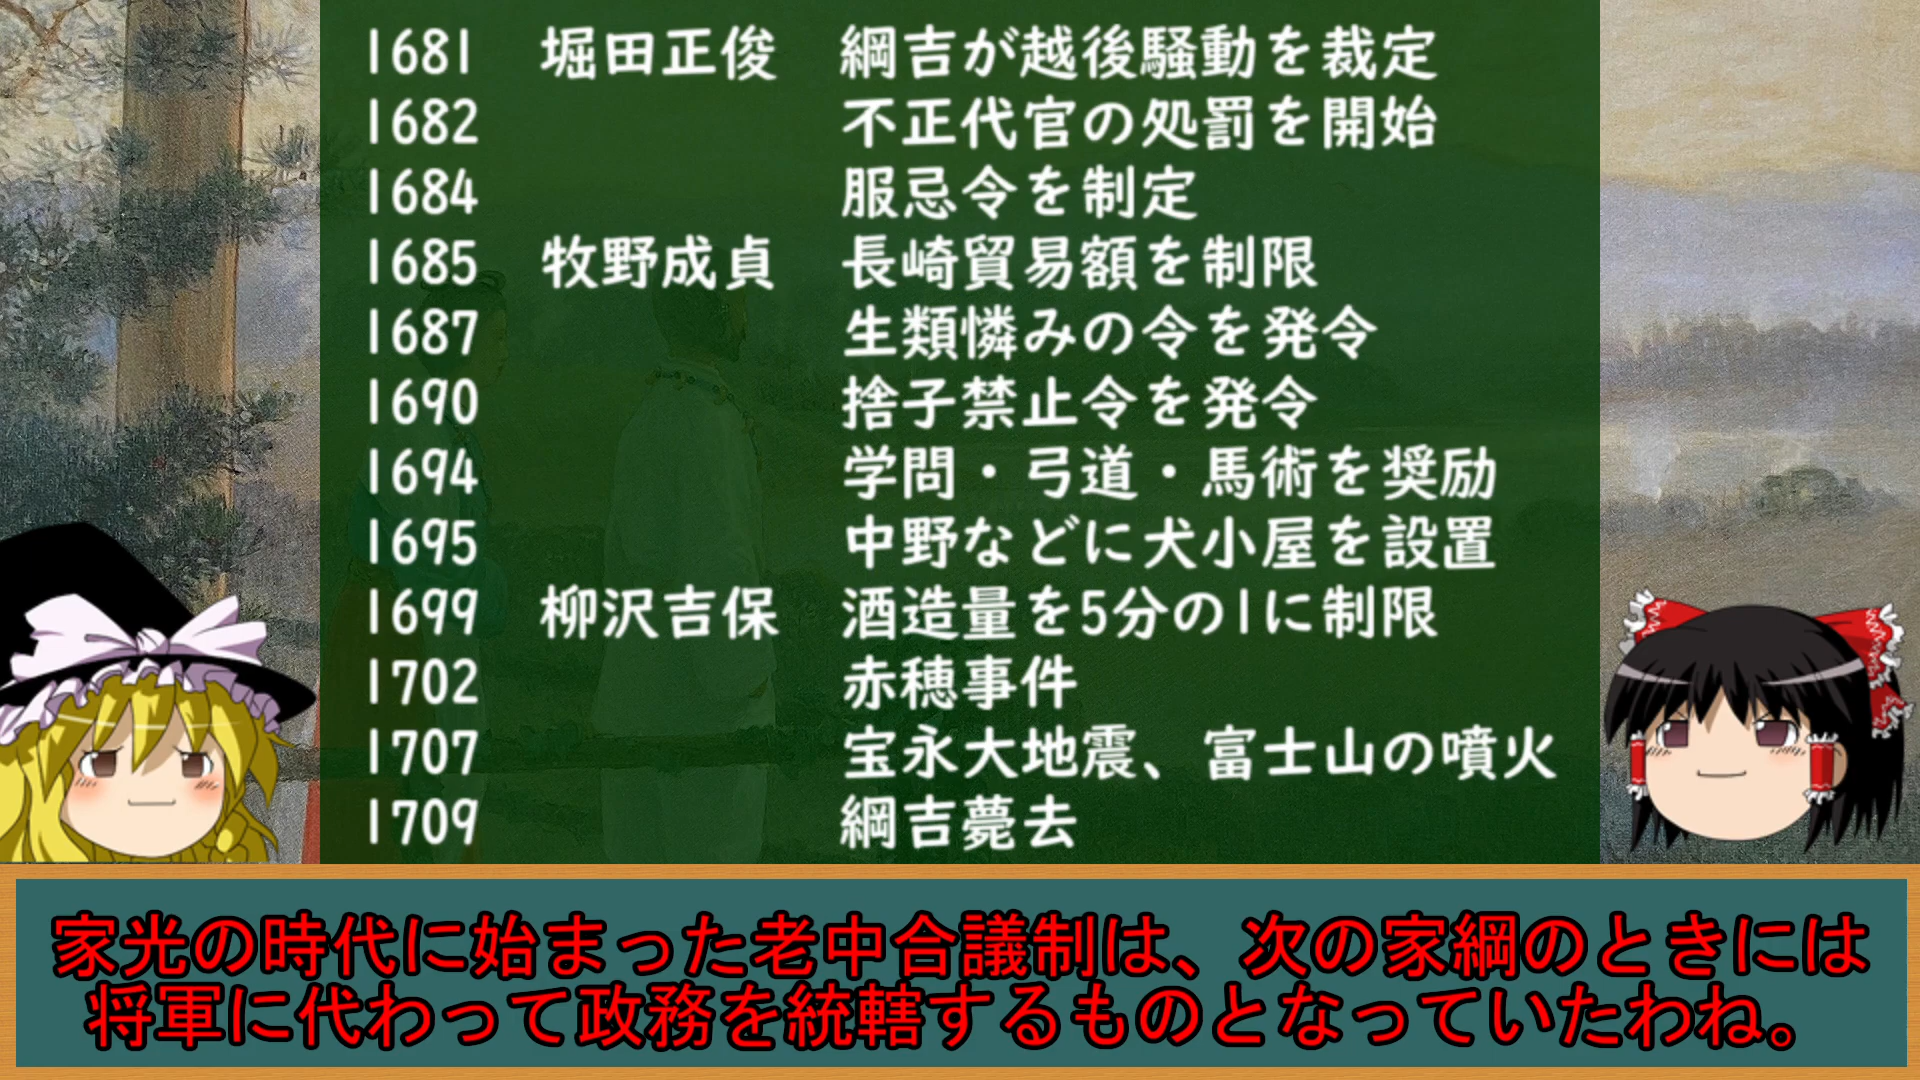 1681 堀田正俊 綱吉が越後騒動を裁定
1682 不正代官の処罰を開始
1684 服忌令を制定
1685 牧野成貞 長崎貿易額を制限
1687 生類憐みの令を発令
1690 捨子禁止令を発令
1694 学問・弓道・馬術を奨励
1695 中野などに犬小屋を設置
1699 柳沢吉保 酒造量を5分の1に制限
1702 赤穂事件
1707 宝永大地震、富士山の噴火
1709 綱吉薨去
家光の時代に始まった老中合議制は、次の家綱のときには
将軍に代わって政務を統轄するものとなっていたわね。